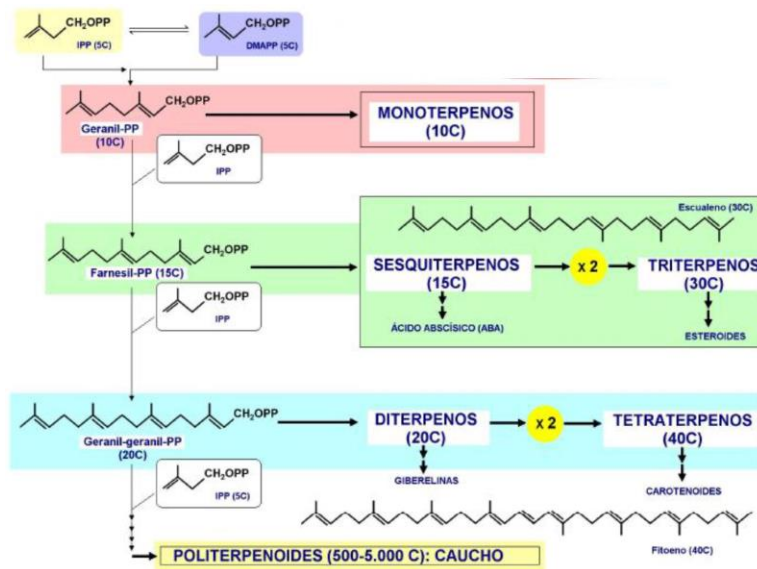 CH₂OPP
IPP (5C)
CH₂OPP
DMAPP (5C)
CH₂OPP
Geranil-PP
(10C)
MONOTERPENOS
(10C)
CH₂OPP
IPP
Escualeno (30C)
CH₂OPP
Farnesil-PP (15C)
SESQUITERPENOS
(15C)
x 2
TRITERPENOS
(30C)
CH₂OPP
IPP
ÁCIDO ABSCÍSICO (ABA)
ESTEROIDES
CH₂OPP
Geranil-geranil-PP
(20C)
DITERPENOS
(20C)
x 2
TETRATERPENOS
(40C)
CH₂OPP
IPP (5C)
GIBERELINAS
CAROTENOIDES
Fitoeno (40C)
POLITERPENOIDES (500-5.000 C): CAUCHO